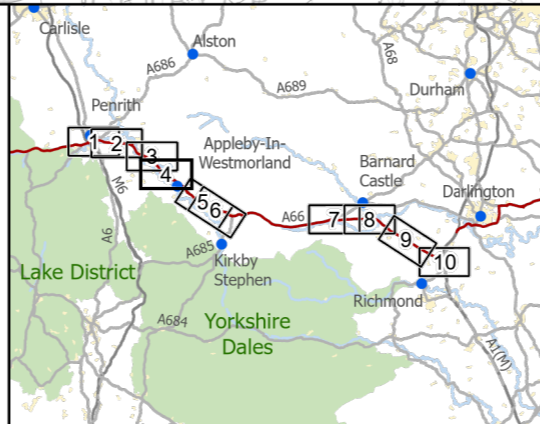 Carlisle
Alston
A686
A689
A68
Durham
Penrith
Appleby-In-
Westmorland
Barnard
Castle
Darlington
1
2
3
4
5
6
7
8
9
10
M6
A66
A6
A685
Kirkby
Stephen
Lake District
Richmond
A684
Yorkshire
Dales
A1(M)